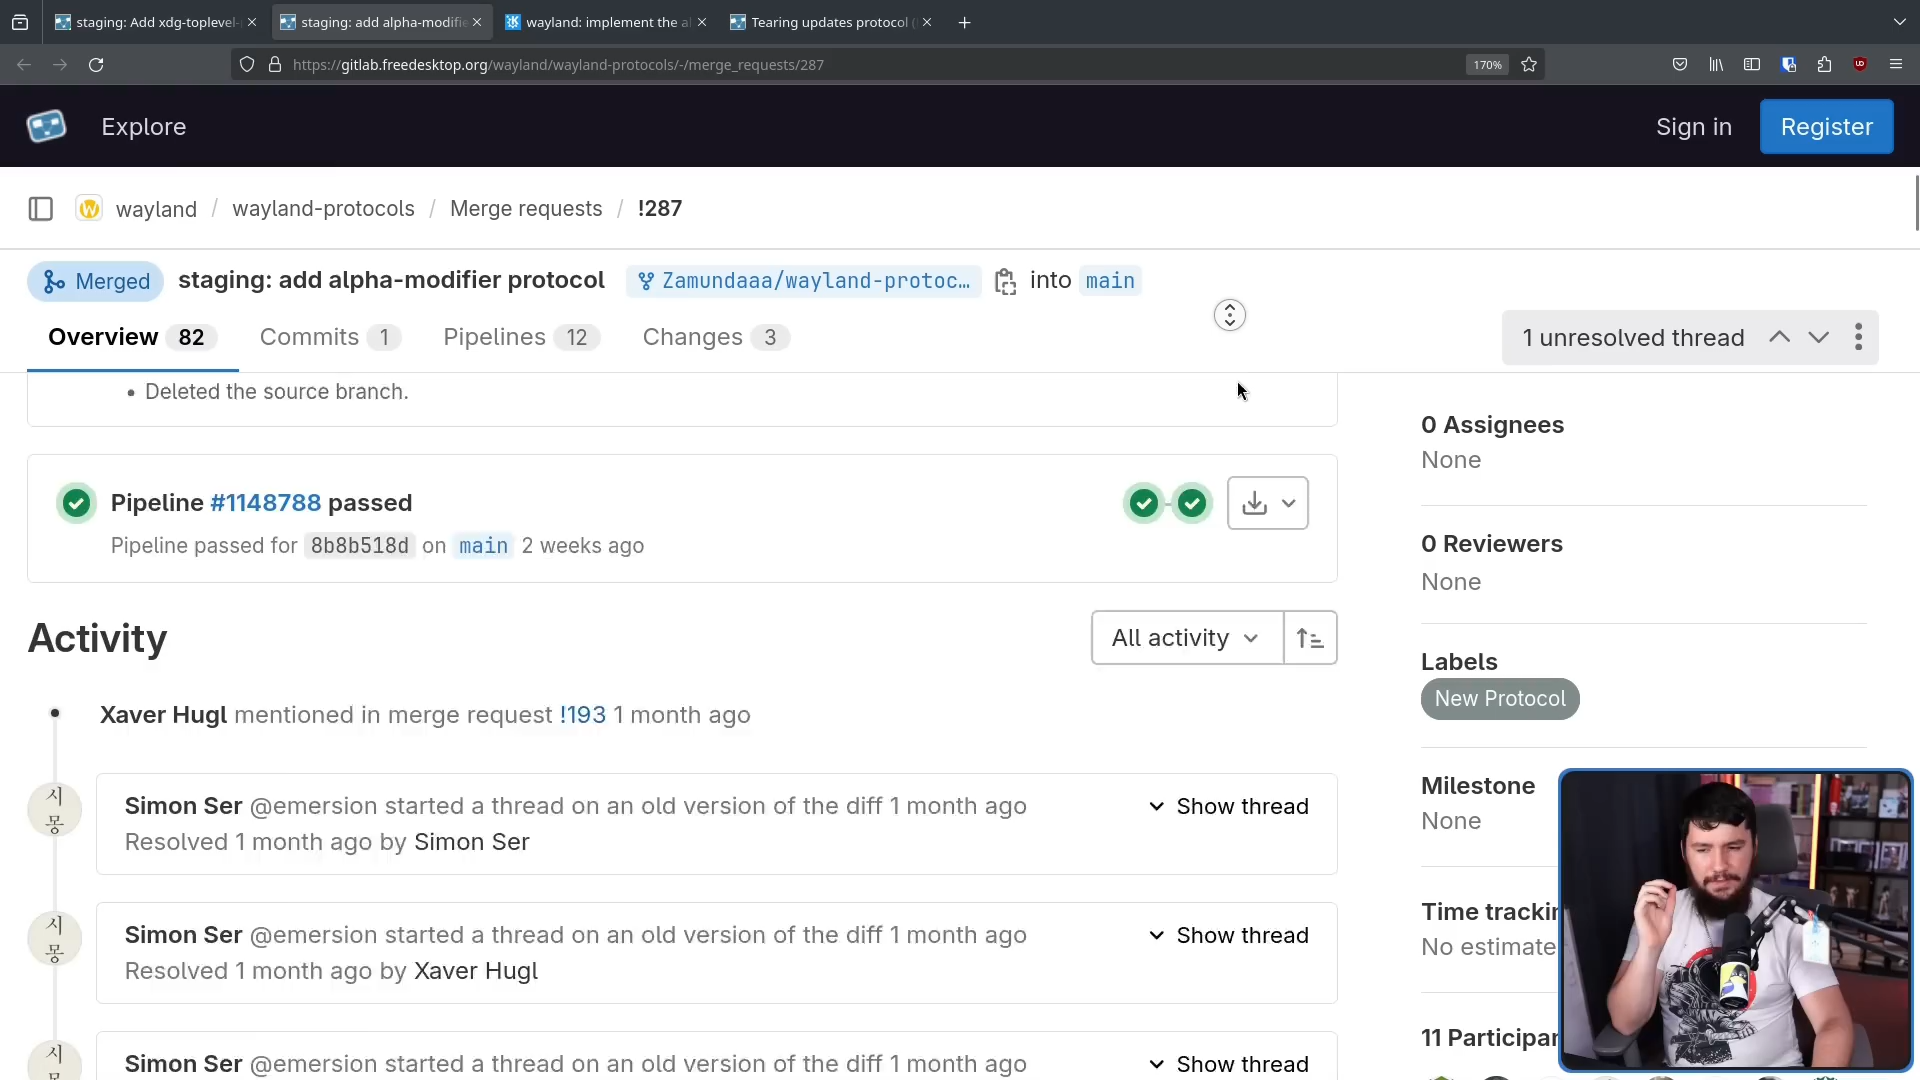 staging: Add xdg-toplevel-
staging: add alpha-modifie
wayland: implement the a
Tearing updates protocol (
https://gitlab.freedesktop.org/wayland/wayland-protocols/-/merge_requests/287
170%
Explore
Sign in
Register
wayland / wayland-protocols / Merge requests / !287
Merged staging: add alpha-modifier protocol Zamundaaa/wayland-protoc… into main
Overview 82 Commits 1 Pipelines 12 Changes 3
1 unresolved thread
• Deleted the source branch.
Pipeline #1148788 passed
Pipeline passed for 8b8b518d on main 2 weeks ago
Activity
All activity
Xaver Hugl mentioned in merge request !193 1 month ago
시
몽
Simon Ser @emersion started a thread on an old version of the diff 1 month ago
Show thread
Resolved 1 month ago by Simon Ser
시
몽
Simon Ser @emersion started a thread on an old version of the diff 1 month ago
Show thread
Resolved 1 month ago by Xaver Hugl
시
몽
Simon Ser @emersion started a thread on an old version of the diff 1 month ago
Show thread
0 Assignees
None
0 Reviewers
None
Labels
New Protocol
Milestone
None
Time trackin
No estimate
11 Participan